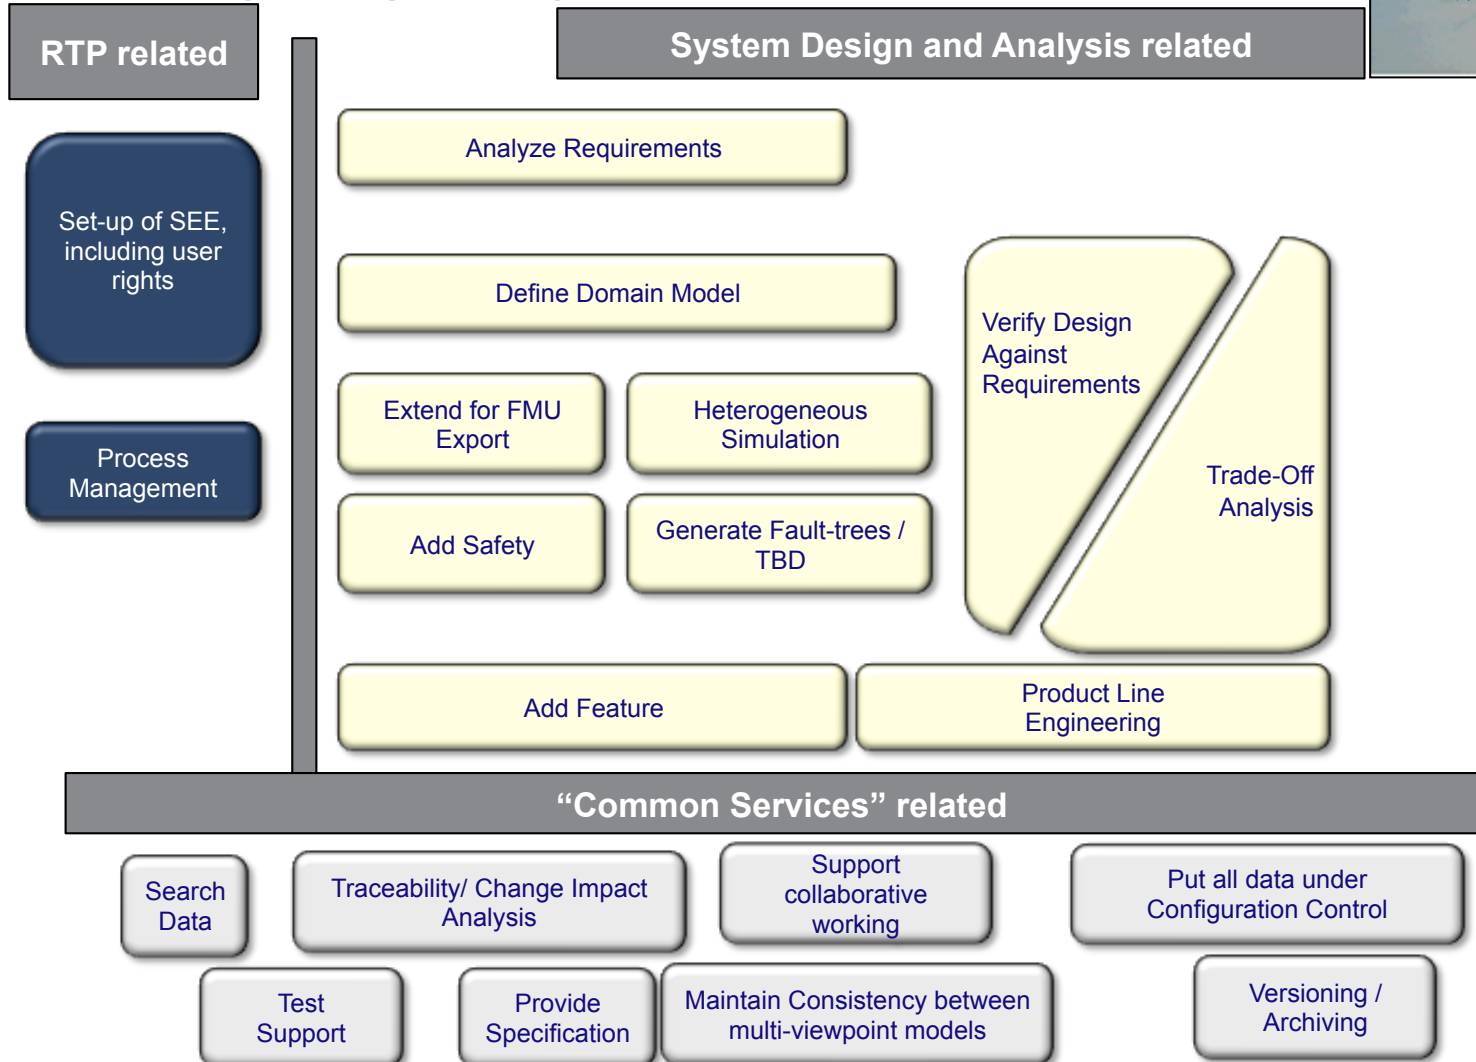 RTP related
System Design and Analysis related
Analyze Requirements
Set-up of SEE,
including user
rights
Define Domain Model
Verify Design
Against
Requirements
Extend for FMU
Export
Heterogeneous
Simulation
Process
Management
Trade-Off
Analysis
Add Safety
Generate Fault-trees /
TBD
Add Feature
Product Line
Engineering
“Common Services” related
Search
Data
Traceability/ Change Impact
Analysis
Support
collaborative
working
Put all data under
Configuration Control
Test
Support
Provide
Specification
Maintain Consistency between
multi-viewpoint models
Versioning /
Archiving